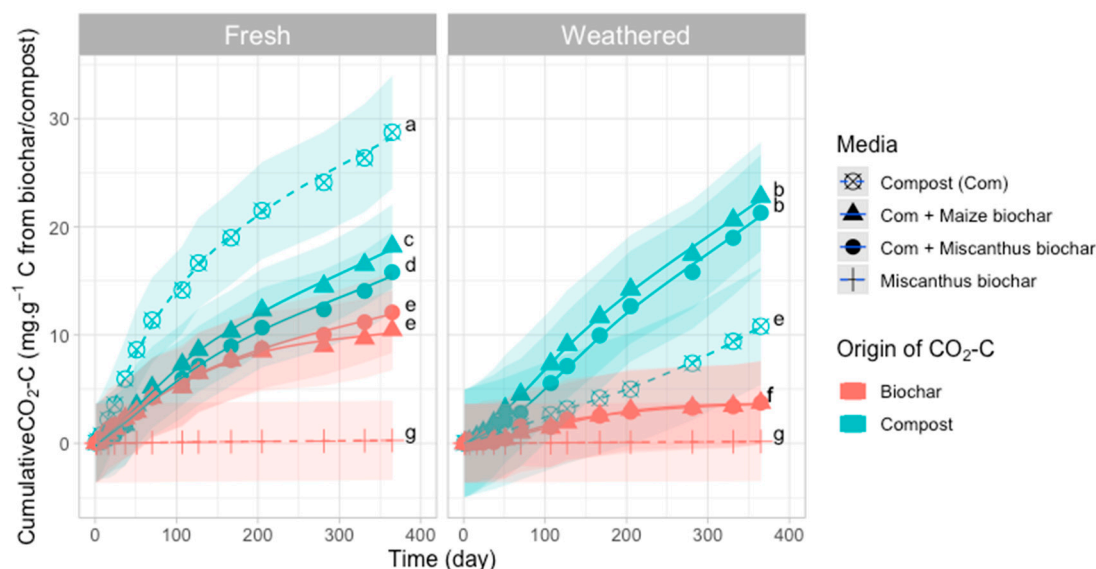 Fresh
Weathered
CumulativeCO₂-C (mg.g⁻¹ C from biochar/compost)
30
20
10
0
a
c
d
e
e
g
b
b
e
f
g
0 100 200 300 400
0 100 200 300 400
Time (day)
Media
Compost (Com)
Com + Maize biochar
Com + Miscanthus biochar
Miscanthus biochar
Origin of CO₂-C
Biochar
Compost